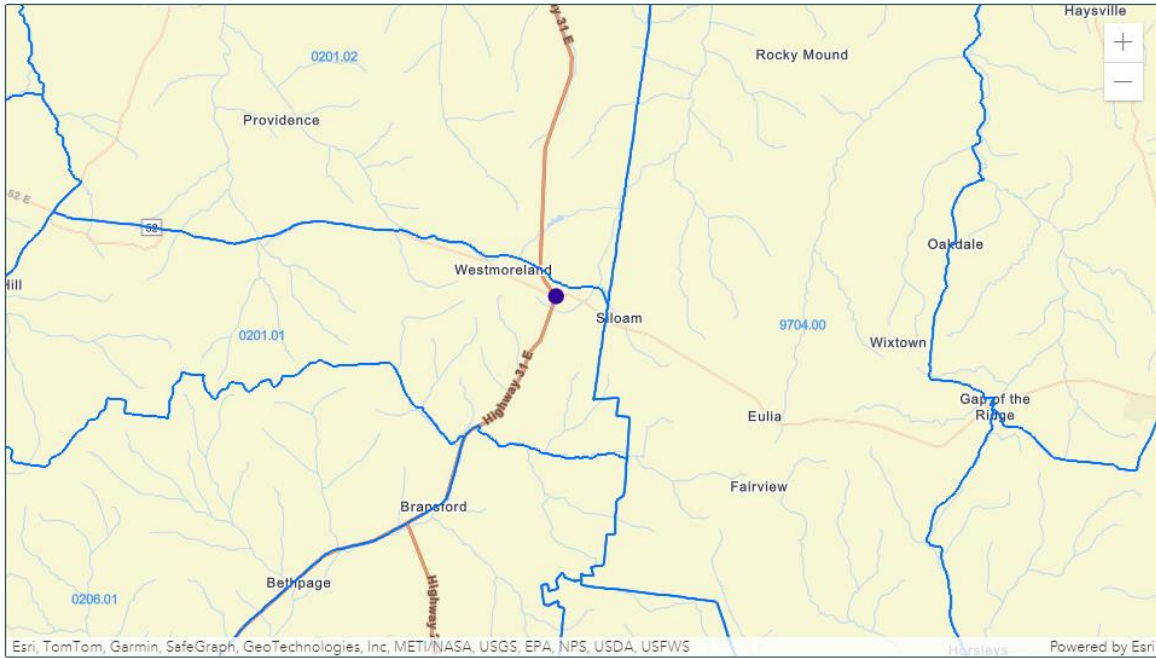 Haysville
Highway 31 E
Rocky Mound
0201.02
Providence
52 E
52
Oakdale
Westmoreland
Hill
Siloam
9704.00
0201.01
Wixtown
Highway 31 E
Gap of the
Ridge
Eulia
Fairview
Bransford
Bethpage
0206.01
Esri, TomTom, Garmin, SafeGraph, GeoTechnologies, Inc, METI/NASA, USGS, EPA, NPS, USDA, USFWS
Horsleys
Powered by Esri